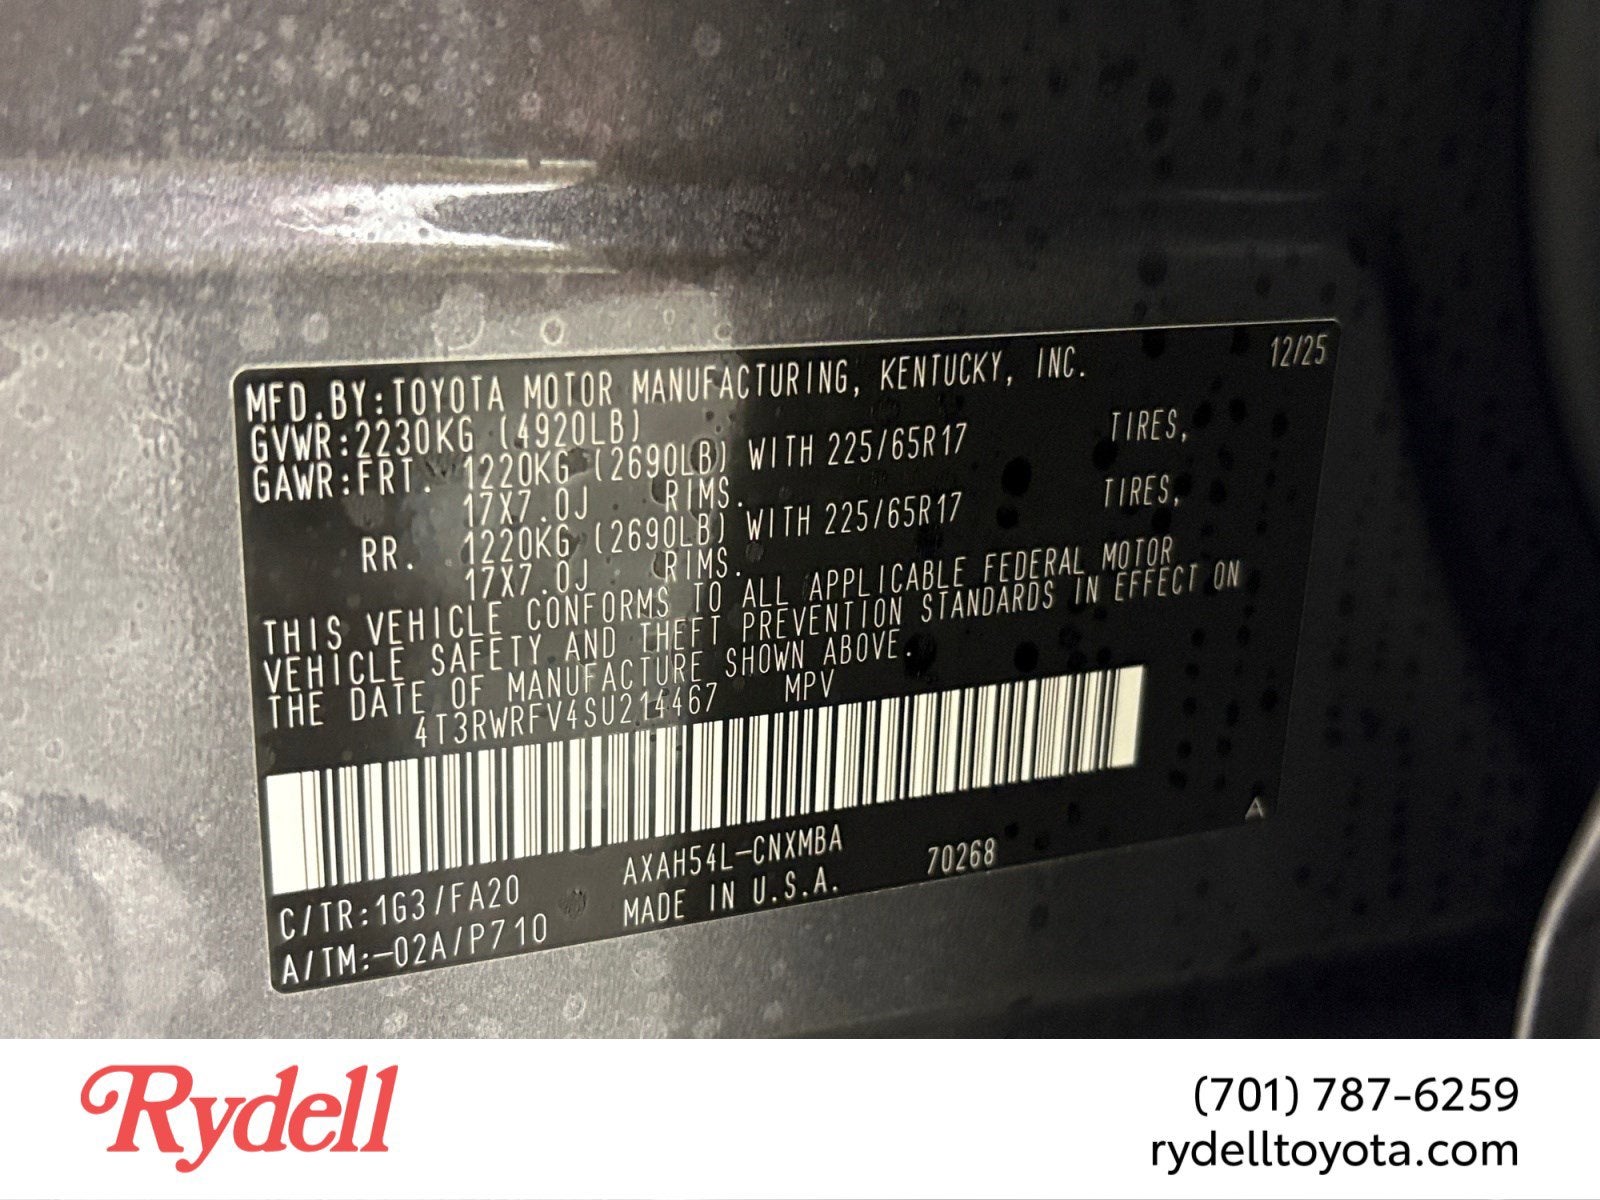 MFD.BY:TOYOTA MOTOR MANUFACTURING, KENTUCKY, INC. 12/25
GVWR:2230KG (4920LB)
GAWR:FRT. 1220KG (2690LB) WITH 225/65R17 TIRES,
17X7.0J RIMS.
RR. 1220KG (2690LB) WITH 225/65R17 TIRES,
17X7.0J RIMS.
THIS VEHICLE CONFORMS TO ALL APPLICABLE FEDERAL MOTOR
VEHICLE SAFETY AND THEFT PREVENTION STANDARDS IN EFFECT ON
THE DATE OF MANUFACTURE SHOWN ABOVE.
4T3RWRFV4SU214467 MPV
A
C/TR:1G3/FA20 AXAH54L-CNXMBA 70268
A/TM:-02A/P710 MADE IN U.S.A.
Rydell
(701) 787-6259
rydelltoyota.com